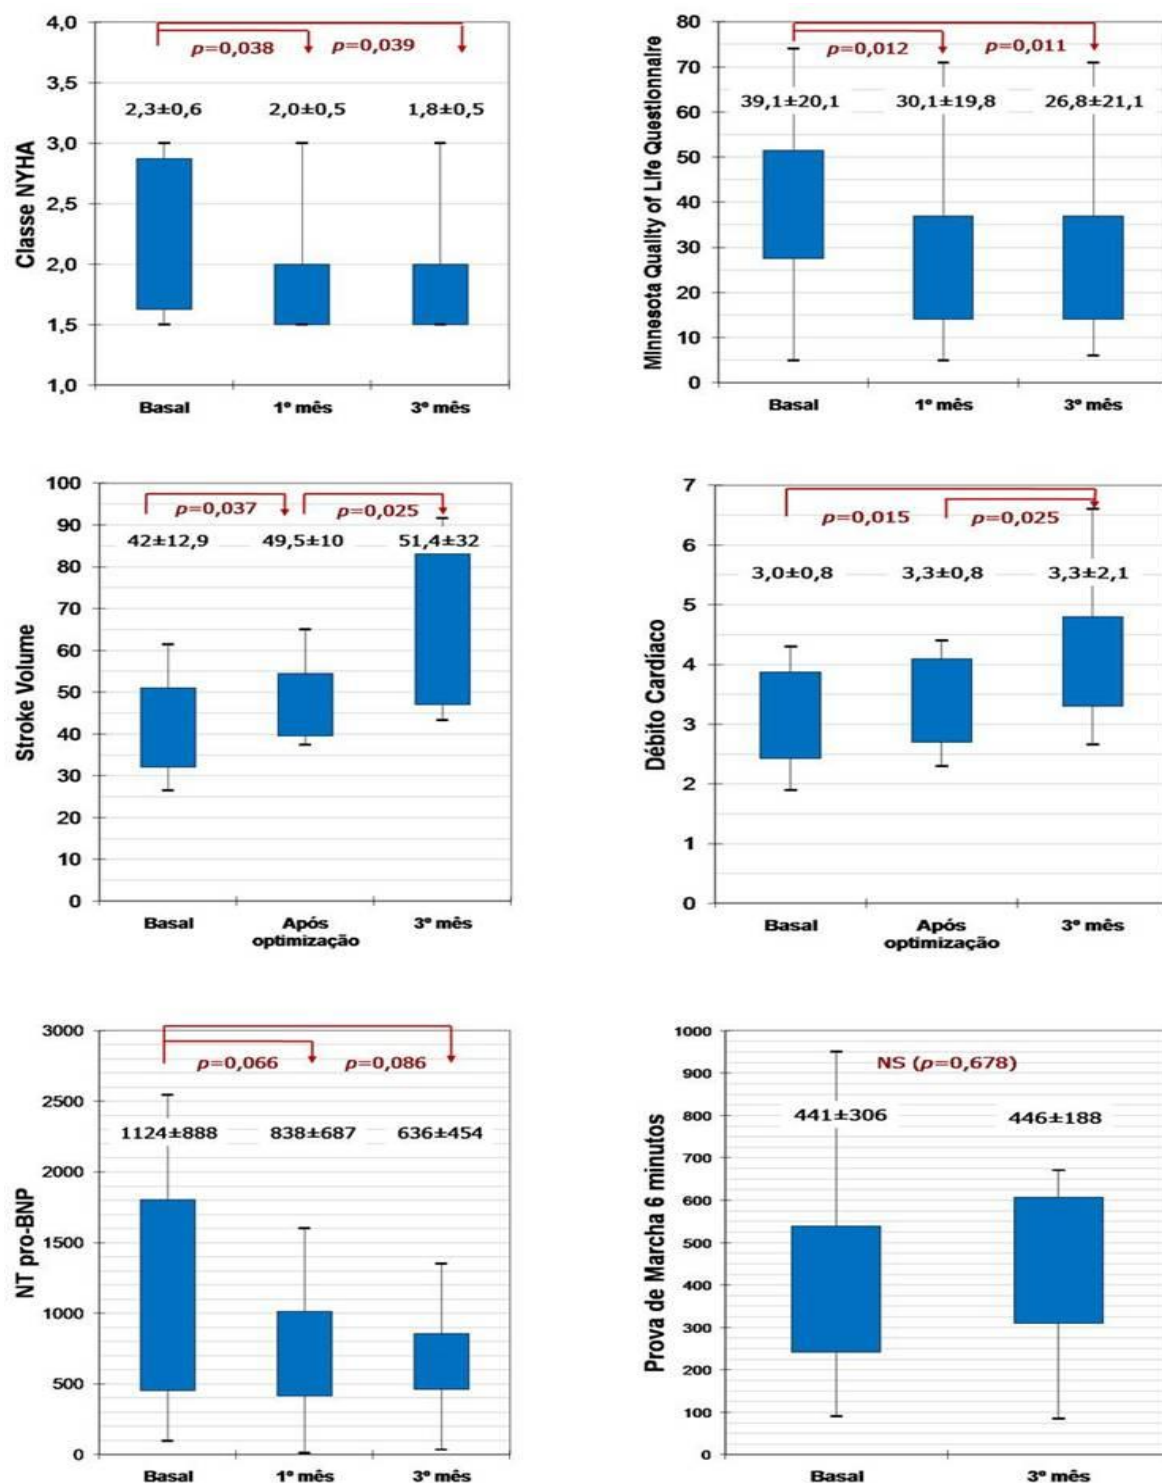 Classe NYHA
4,0
3,5
3,0
2,5
2,0
1,5
1,0
p=0,038
p=0,039
2,3±0,6
2,0±0,5
1,8±0,5
Basal
1º mês
3º mês
Minnesota Quality of Life Questionnaire
80
70
60
50
40
30
20
10
0
p=0,012
p=0,011
39,1±20,1
30,1±19,8
26,8±21,1
Basal
1º mês
3º mês
Stroke Volume
100
90
80
70
60
50
40
30
20
10
0
p=0,037
p=0,025
42±12,9
49,5±10
51,4±32
Basal
Após
optimização
3º mês
Débito Cardíaco
7
6
5
4
3
2
1
0
p=0,015
p=0,025
3,0±0,8
3,3±0,8
3,3±2,1
Basal
Após
optimização
3º mês
NT pro-BNP
3000
2500
2000
1500
1000
500
0
p=0,066
p=0,086
1124±888
838±687
636±454
Basal
1º mês
3º mês
Prova de Marcha 6 minutos
1000
900
800
700
600
500
400
300
200
100
0
NS (p=0,678)
441±306
446±188
Basal
3º mês